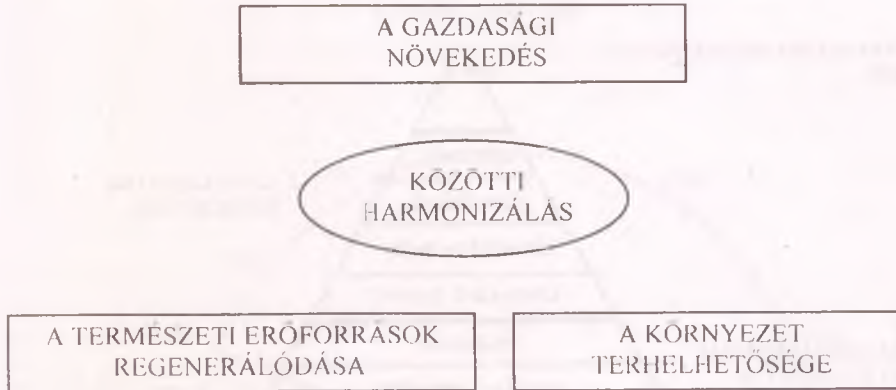 A GAZDASÁGI
NÖVEKEDÉS
KÖZÖTTI
HARMONIZÁLÁS
A TERMÉSZETI ERŐFORRÁSOK
REGENERÁLÓDÁSA
A KÖRNYEZET
TERHELHETŐSÉGE